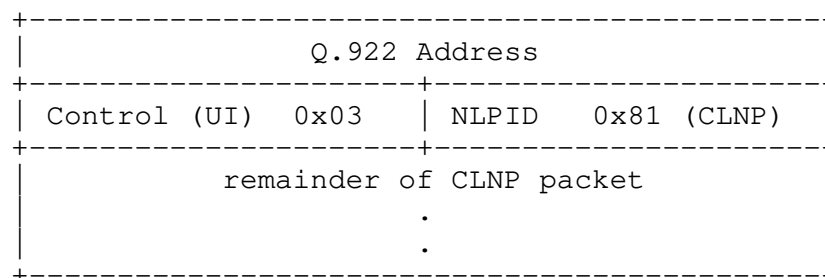 Q.922 Address
Control (UI) 0x03 | NLPID 0x81 (CLNP)
remainder of CLNP packet
.
.